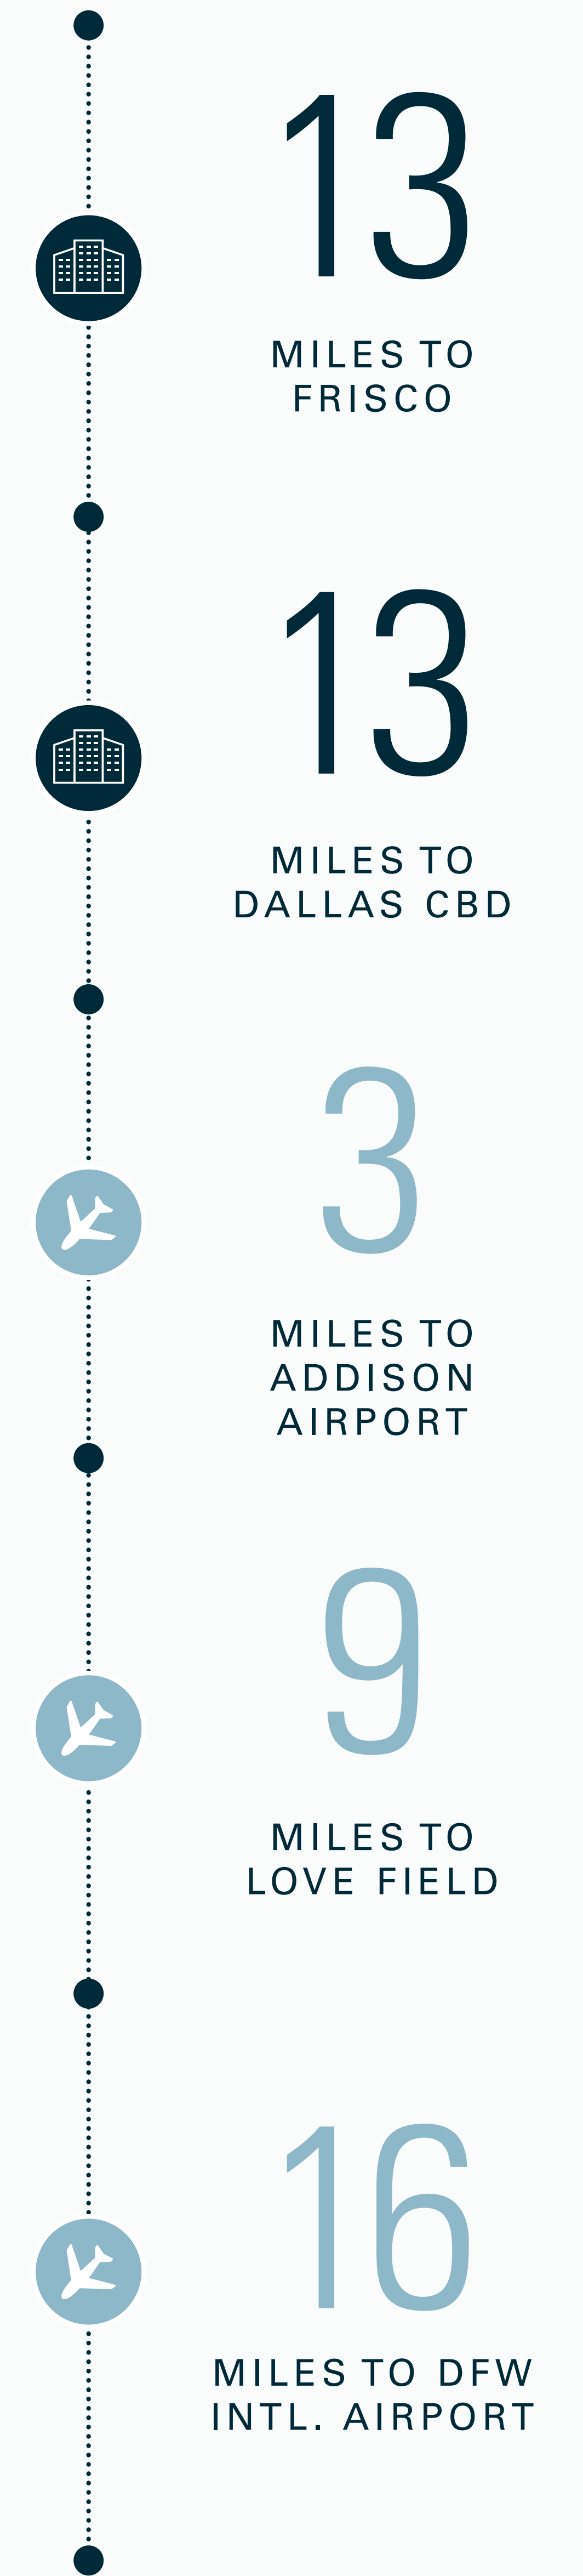 13
MILES TO
FRISCO
13
MILES TO
DALLAS CBD
3
MILES TO
ADDISON
AIRPORT
9
MILES TO
LOVE FIELD
16
MILES TO DFW
INTL. AIRPORT